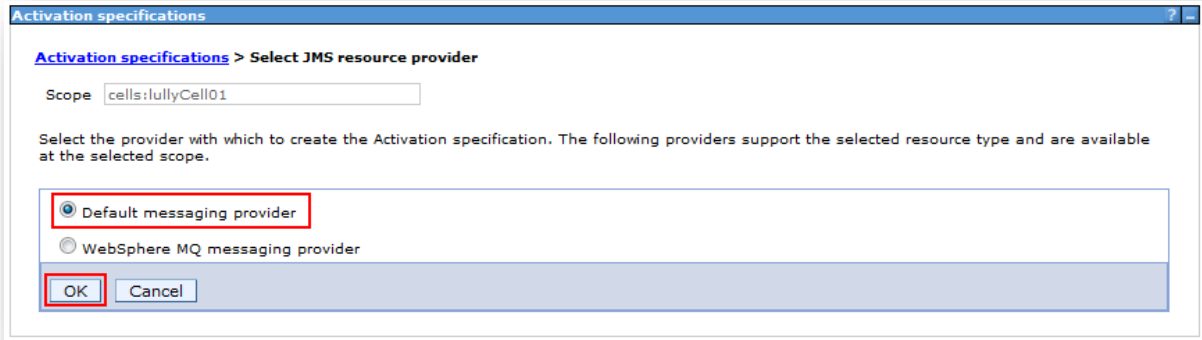 Activation specifications ? -
Activation specifications > Select JMS resource provider
Scope cells:lullyCell01
Select the provider with which to create the Activation specification. The following providers support the selected resource type and are available
at the selected scope.
Default messaging provider
WebSphere MQ messaging provider
OK Cancel